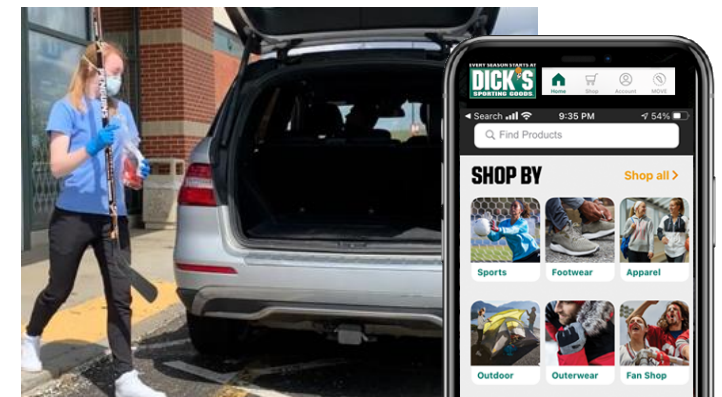 EVERY SEASON STARTS AT
DICK'S
SPORTING GOODS
Home
Shop
Account
MOVE
Search
9:35 PM
54%
Find Products
SHOP BY
Shop all
Sports
Footwear
Apparel
Outdoor
Outerwear
Fan Shop